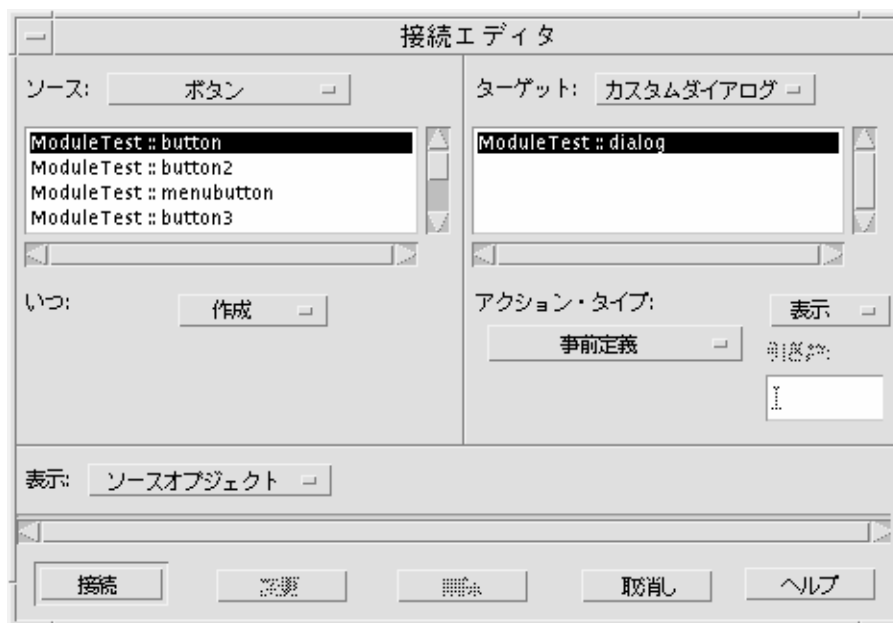 接続エディタ
ソース: ボタン
ModuleTest :: button
ModuleTest :: button2
ModuleTest :: menubutton
ModuleTest :: button3
ターゲット: カスタムダイアログ
ModuleTest :: dialog
いつ: 作成
アクション・タイプ: 表示
事前定義
表示: ソースオブジェクト
接続
取消し
ヘルプ